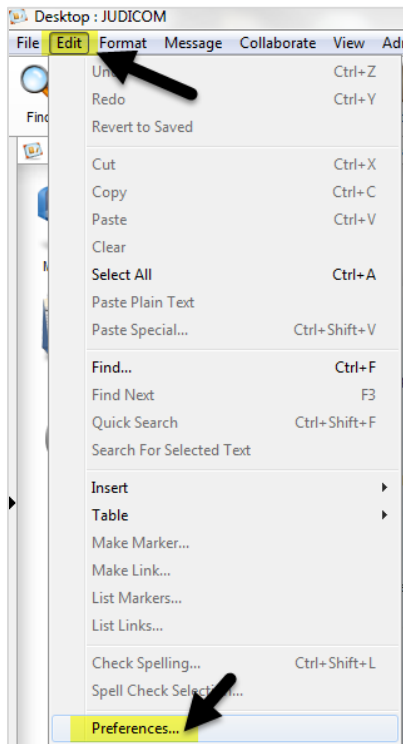 Desktop : JUDICOM
File Edit Format Message Collaborate View
Redo Ctrl+Y
Ctrl+Z
Revert to Saved
Cut Ctrl+X
Copy Ctrl+C
Paste Ctrl+V
Clear
Select All Ctrl+A
Paste Plain Text
Paste Special... Ctrl+Shift+V
Find... Ctrl+F
Find Next F3
Quick Search Ctrl+Shift+F
Search For Selected Text
Insert
Table
Make Marker...
Make Link...
List Markers...
List Links...
Check Spelling... Ctrl+Shift+L
Spell Check
Preferences...